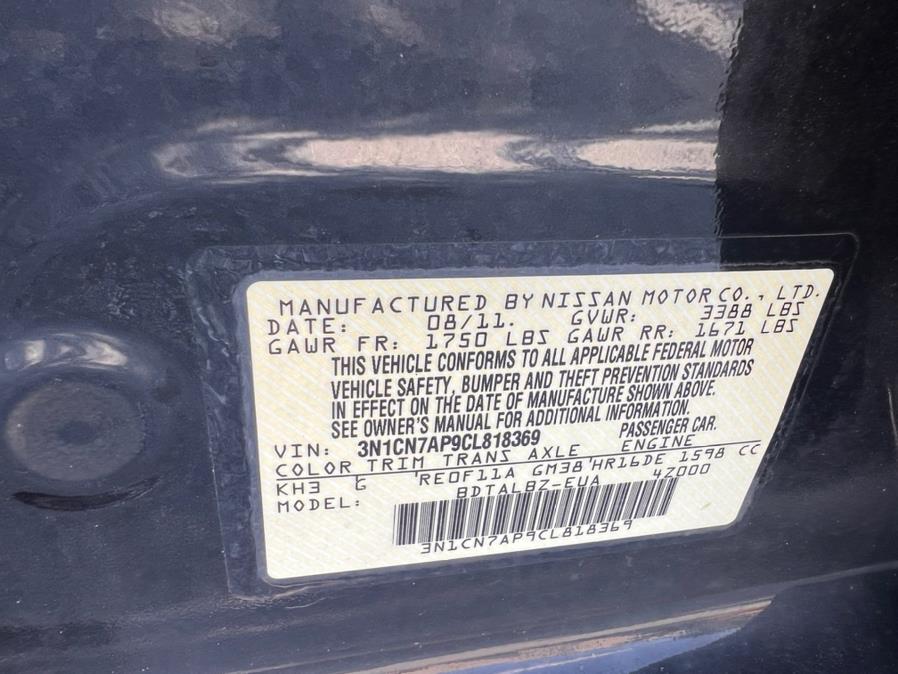 MANUFACTURED BY NISSAN MOTOR CO., LTD.
DATE: 08/11. GVWR: 3388 LBS
GAWR FR: 1750 LBS GAWR RR: 1671 LBS
THIS VEHICLE CONFORMS TO ALL APPLICABLE FEDERAL MOTOR
VEHICLE SAFETY, BUMPER AND THEFT PREVENTION STANDARDS
IN EFFECT ON THE DATE OF MANUFACTURE SHOWN ABOVE.
SEE OWNER'S MANUAL FOR ADDITIONAL INFORMATION.
VIN: 3N1CN7AP9CL818369 PASSENGER CAR.
COLOR TRIM TRANS AXLE ENGINE
KH3 G RE0F11A GM38 HR16DE 1598 CC
MODEL: BDTALBZ-EUA 42000
3N1CN7AP9CL818369